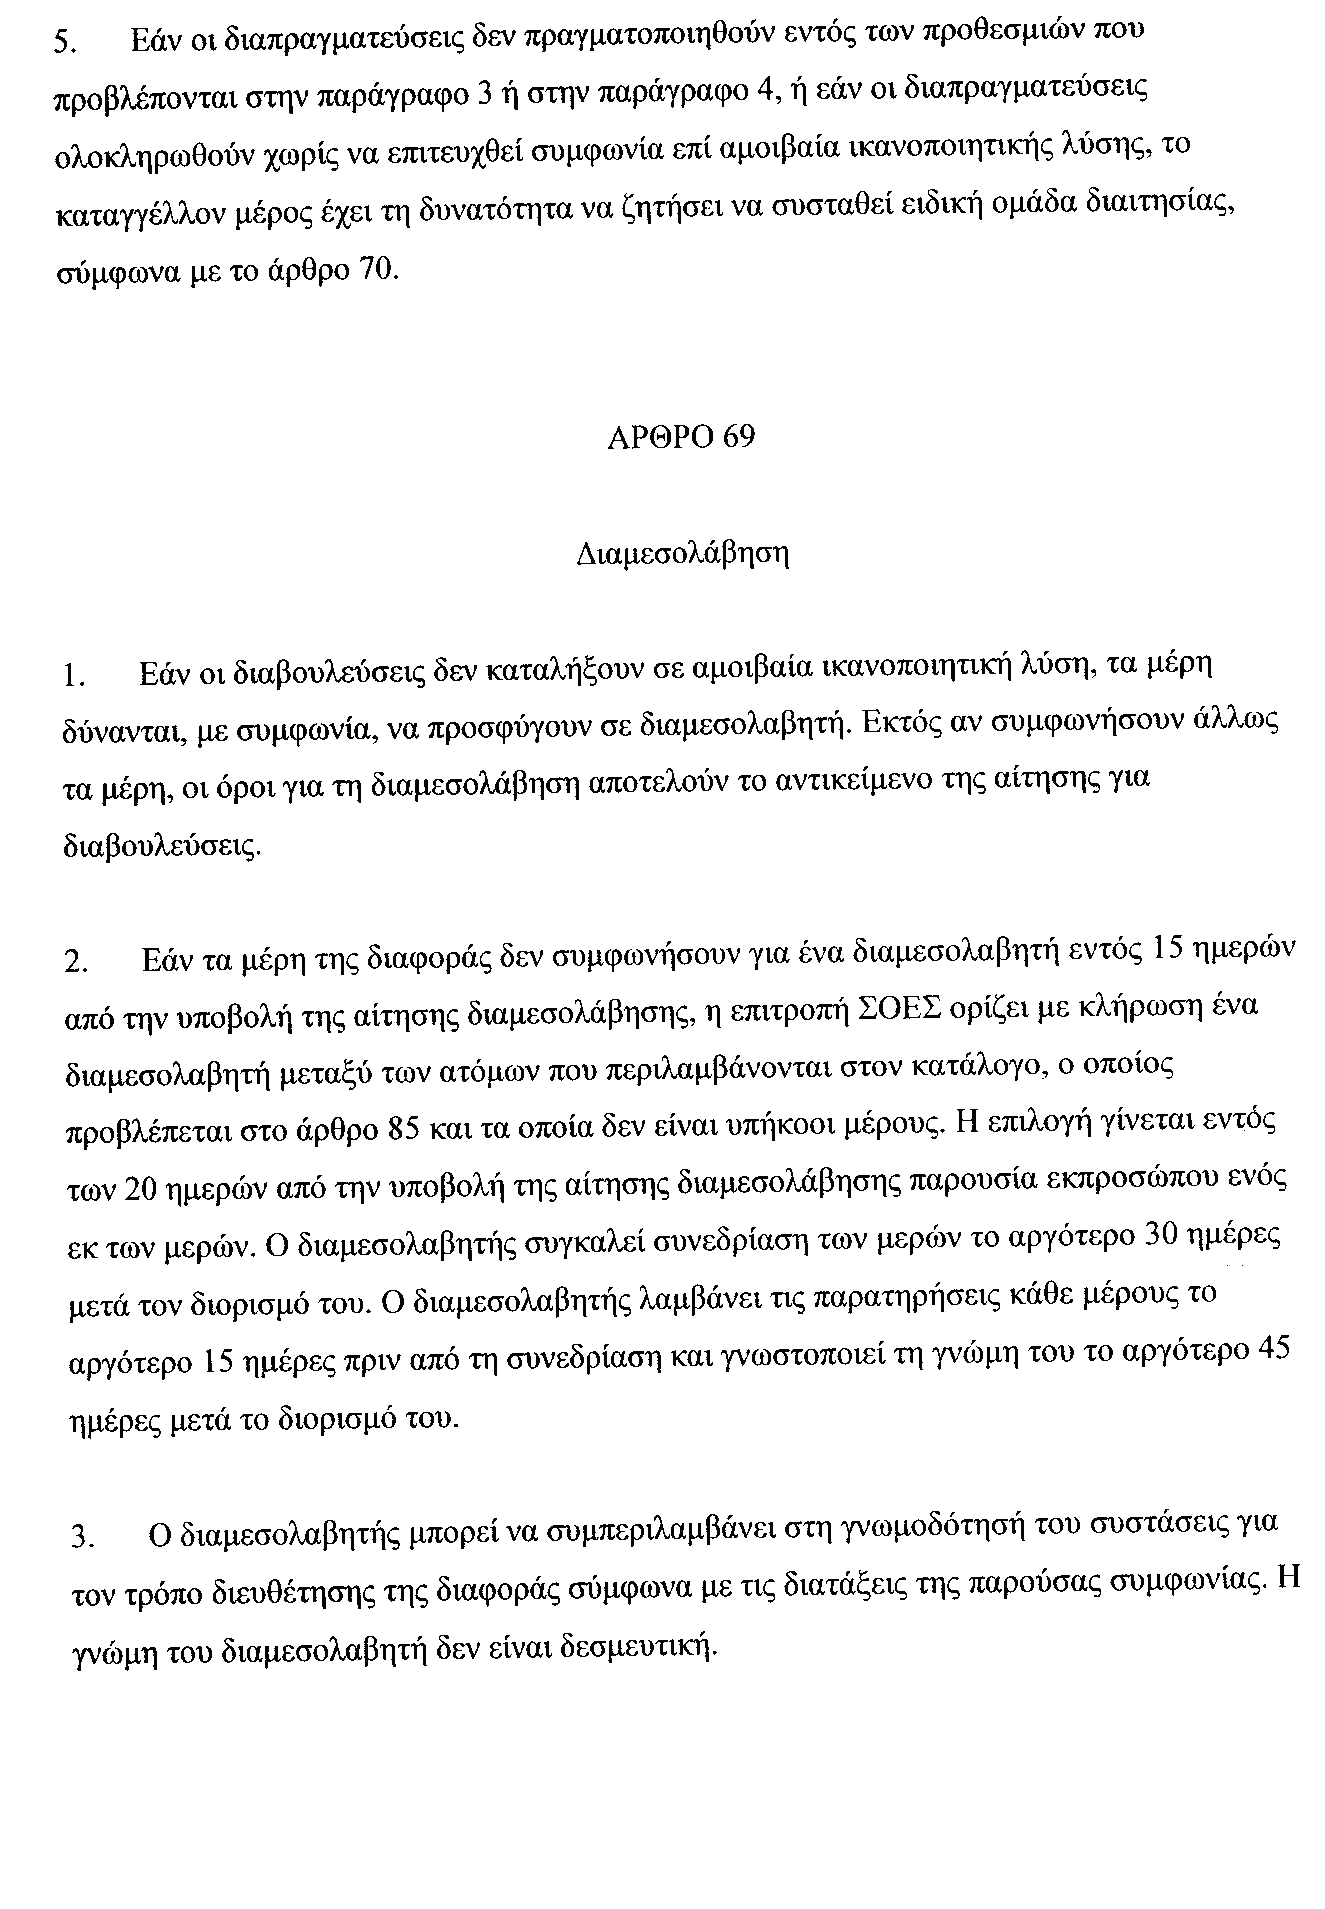 5. Εάν οι διαπραγματεύσεις δεν πραγματοποιηθούν εντός των προθεσμιών που
προβλέπονται στην παράγραφο 3 ή στην παράγραφο 4, ή εάν οι διαπραγματεύσεις
ολοκληρωθούν χωρίς να επιτευχθεί συμφωνία επί αμοιβαία ικανοποιητικής λύσης, το
καταγγέλλον μέρος έχει τη δυνατότητα να ζητήσει να συσταθεί ειδική ομάδα διαιτησίας,
σύμφωνα με το άρθρο 70.
ΑΡΘΡΟ 69
Διαμεσολάβηση
1. Εάν οι διαβουλεύσεις δεν καταλήξουν σε αμοιβαία ικανοποιητική λύση, τα μέρη
δύνανται, με συμφωνία, να προσφύγουν σε διαμεσολαβητή. Εκτός αν συμφωνήσουν άλλως
τα μέρη, οι όροι για τη διαμεσολάβηση αποτελούν το αντικείμενο της αίτησης για
διαβουλεύσεις.
2. Εάν τα μέρη της διαφοράς δεν συμφωνήσουν για ένα διαμεσολαβητή εντός 15 ημερών
από την υποβολή της αίτησης διαμεσολάβησης, η επιτροπή ΣΟΕΣ ορίζει με κλήρωση ένα
διαμεσολαβητή μεταξύ των ατόμων που περιλαμβάνονται στον κατάλογο, ο οποίος
προβλέπεται στο άρθρο 85 και τα οποία δεν είναι υπήκοοι μέρους. Η επιλογή γίνεται εντός
των 20 ημερών από την υποβολή της αίτησης διαμεσολάβησης παρουσία εκπροσώπου ενός
εκ των μερών. Ο διαμεσολαβητής συγκαλεί συνεδρίαση των μερών το αργότερο 30 ημέρες
μετά τον διορισμό του. Ο διαμεσολαβητής λαμβάνει τις παρατηρήσεις κάθε μέρους το
αργότερο 15 ημέρες πριν από τη συνεδρίαση και γνωστοποιεί τη γνώμη του το αργότερο 45
ημέρες μετά το διορισμό του.
3. Ο διαμεσολαβητής μπορεί να συμπεριλαμβάνει στη γνωμοδότησή του συστάσεις για
τον τρόπο διευθέτησης της διαφοράς σύμφωνα με τις διατάξεις της παρούσας συμφωνίας. Η
γνώμη του διαμεσολαβητή δεν είναι δεσμευτική.